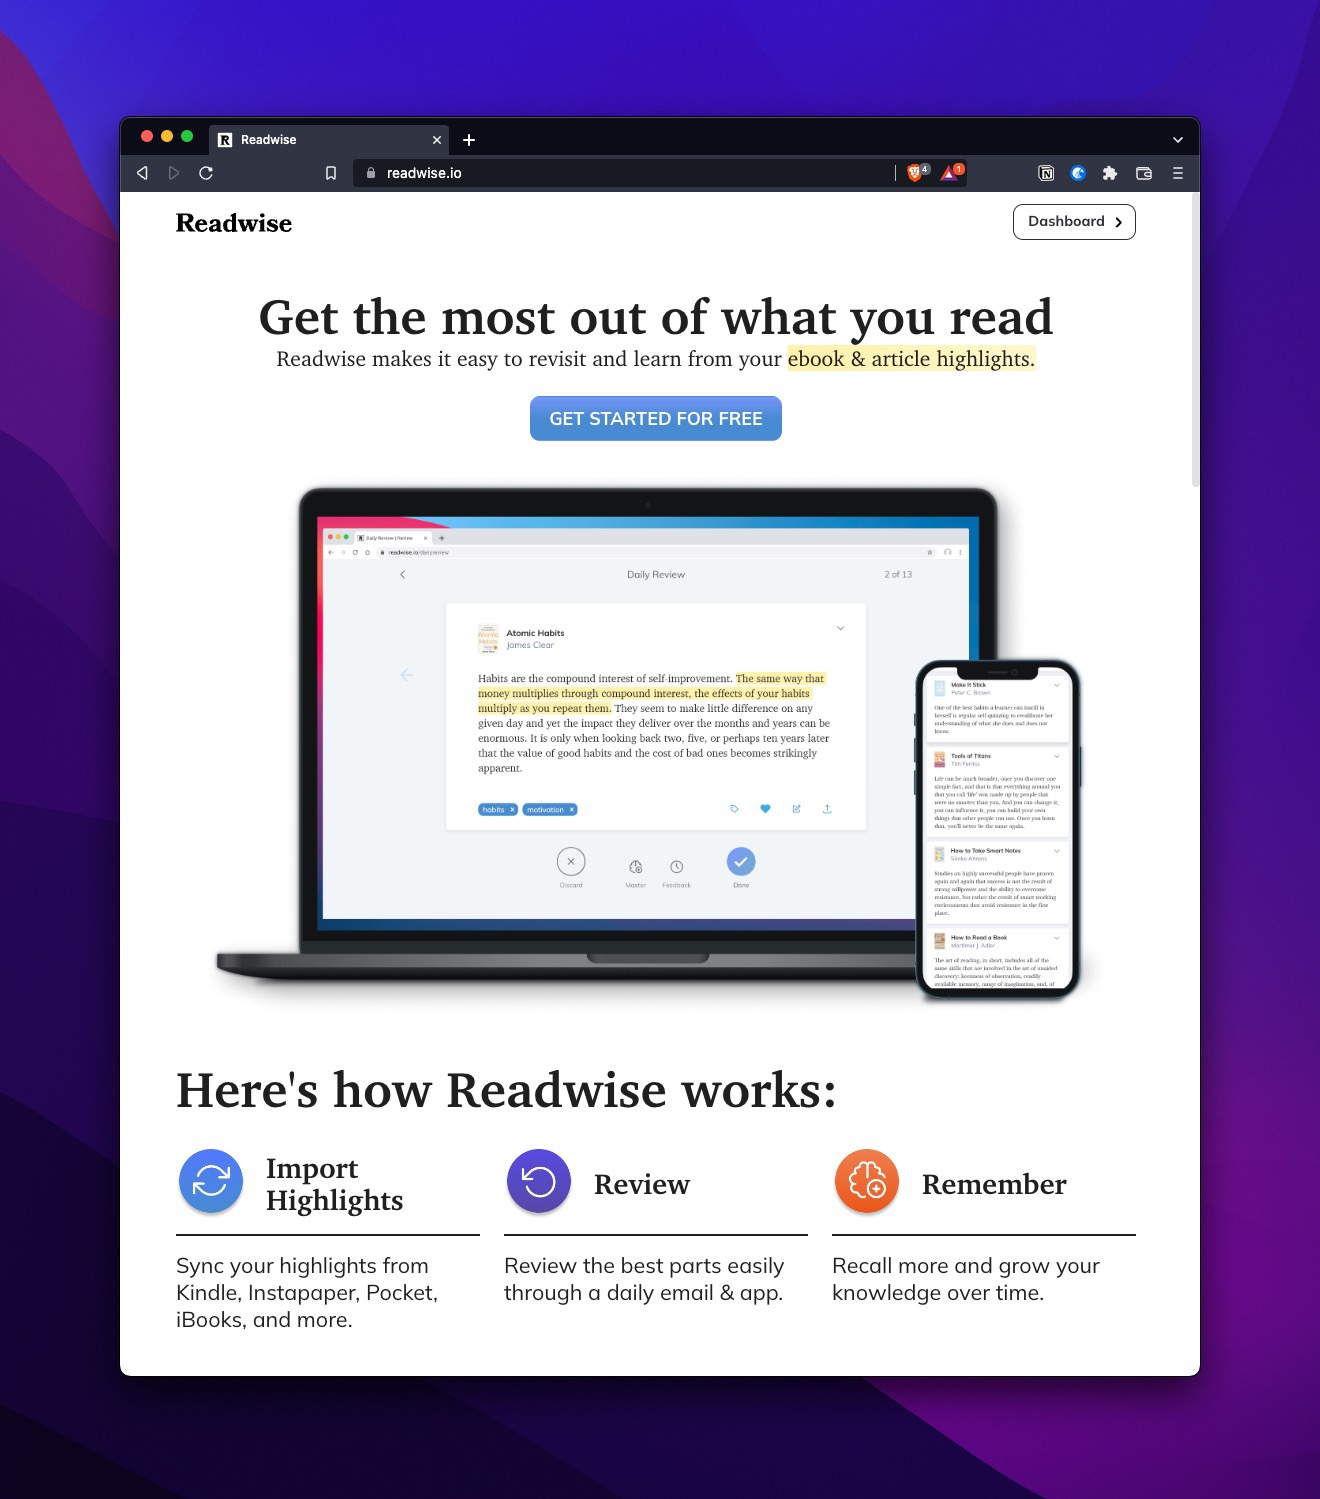 Readwise
readwise.io
4
1
Readwise
Dashboard
Get the most out of what you read
Readwise makes it easy to revisit and learn from your ebook & article highlights.
GET STARTED FOR FREE
Daily Review | Review
readwise.io/dailyreview
Daily Review
2 of 13
Atomic Habits
James Clear
Habits are the compound interest of self-improvement. The same way that
money multiplies through compound interest, the effects of your habits
multiply as you repeat them. They seem to make little difference on any
given day and yet the impact they deliver over the months and years can be
enormous. It is only when looking back two, five, or perhaps ten years later
that the value of good habits and the cost of bad ones becomes strikingly
apparent.
habits
motivation
Discard
Master
Feedback
Done
Make It Stick
Peter C. Brown
One of the best habits a learner can instill in
herself is regular self-quizzing to recalibrate her
understanding of what she does and does not
know.
Tools of Titans
Tim Ferriss
Life can be much broader, once you discover one
simple fact, and that is that everything around you
that you call 'life' was made up by people that
were no smarter than you. And you can change it,
you can influence it, you can build your own
things that other people can use. Once you learn
that, you'll never be the same again.
How to Take Smart Notes
Sönke Ahrens
Studies on highly successful people have proven
again and again that success is not the result of
strong willpower and the ability to overcome
resistance, but rather the result of smart working
environments that avoid resistance in the first
place.
How to Read a Book
Mortimer J. Adler
The art of reading, in short, includes all of the
same skills that are involved in the art of unaided
discovery: keenness of observation, readily
available memory, range of imagination, and, of
Here's how Readwise works:
Import
Highlights
Sync your highlights from
Kindle, Instapaper, Pocket,
iBooks, and more.
Review
Review the best parts easily
through a daily email & app.
Remember
Recall more and grow your
knowledge over time.